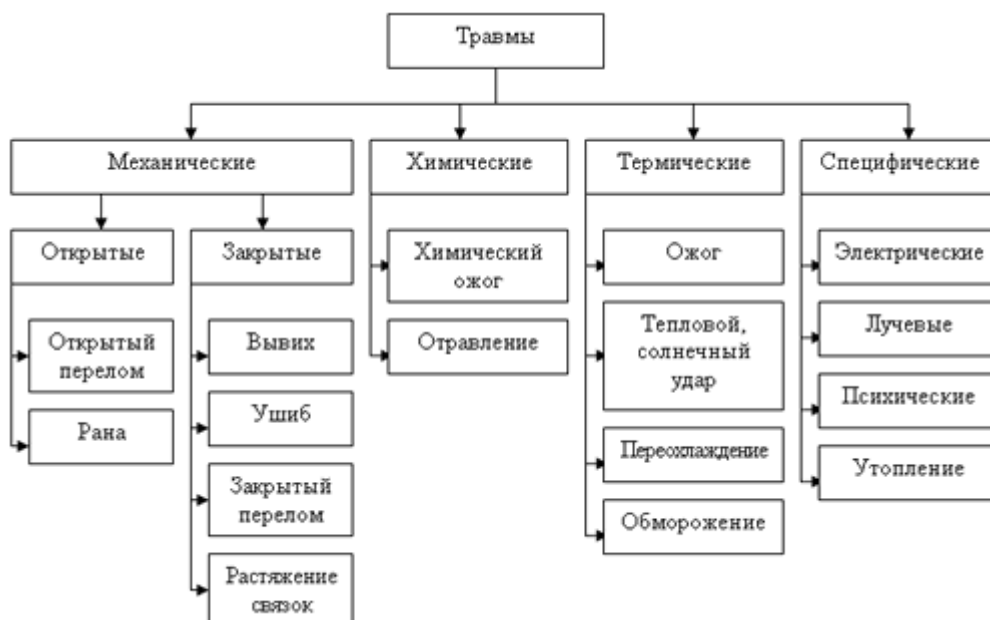 Травмы
Механические
Химические
Термические
Специфические
Открытые
Закрытые
Открытый
перелом
Рана
Вывих
Ушиб
Закрытый
перелом
Растяжение
связок
Химический
ожог
Отравление
Ожог
Тепловой,
солнечный
удар
Переохлаждение
Обморожение
Электрические
Лучевые
Психические
Утопление